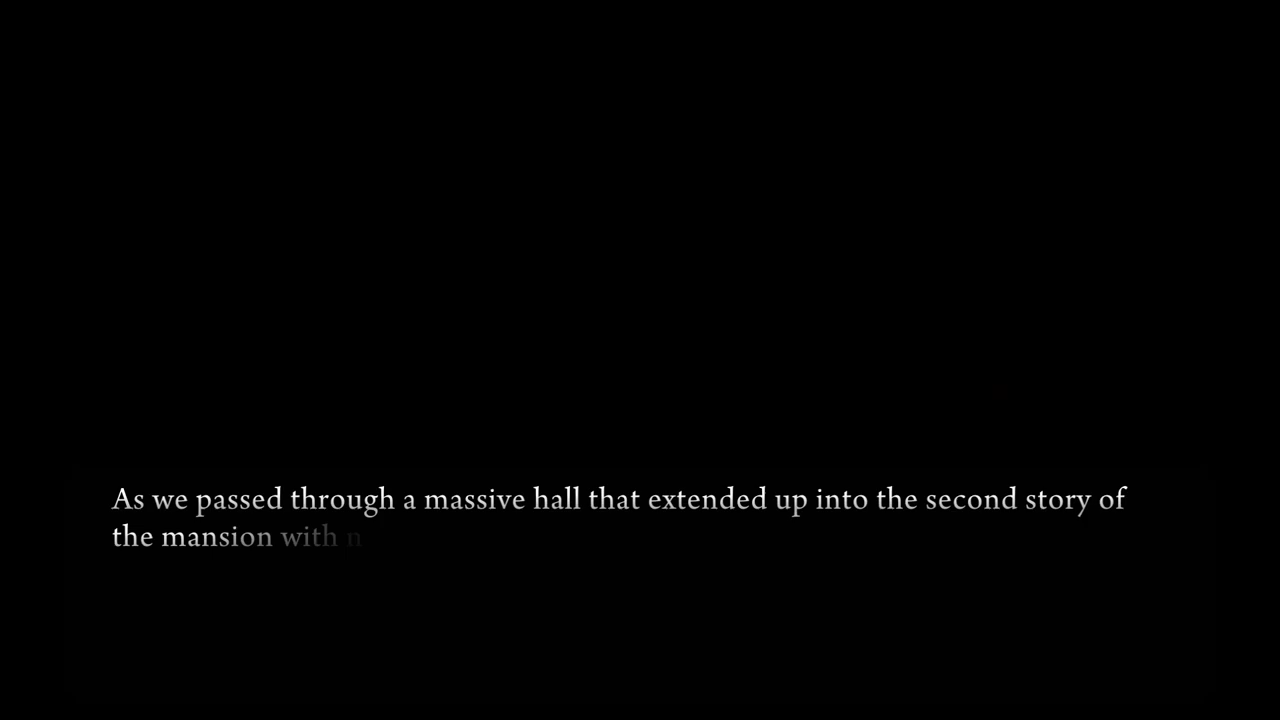 As we passed through a massive hall that extended up into the second story of
the mansion with n